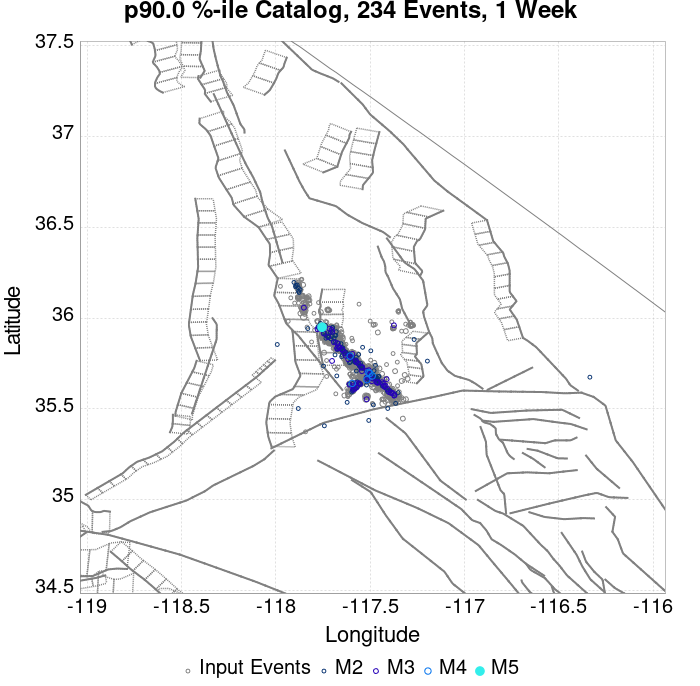 p90.0 %-ile Catalog, 234 Events, 1 Week
37.5
37
36.5
36
35.5
35
34.5
Latitude
-119
-118.5
-118
-117.5
-117
-116.5
-116
Longitude
Input Events
M2
M3
M4
M5